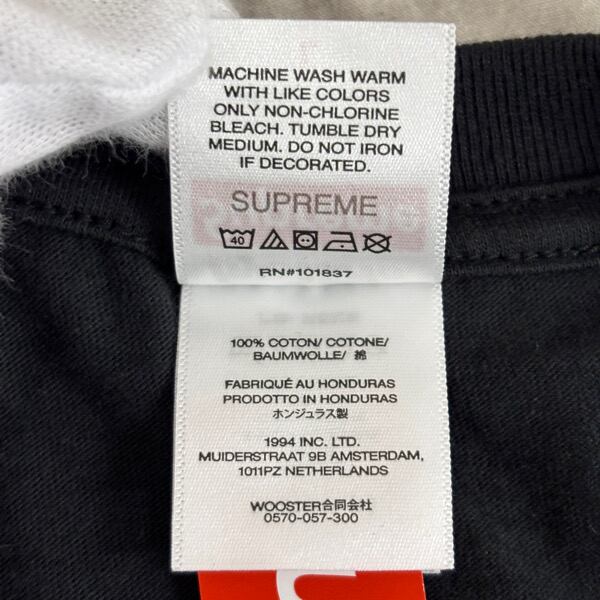 MACHINE WASH WARM
WITH LIKE COLORS
ONLY NON-CHLORINE
BLEACH. TUMBLE DRY
MEDIUM. DO NOT IRON
IF DECORATED.
SUPREME
40
RN#101837
100% COTON/ COTONE/
BAUMWOLLE/ 綿
FABRIQUÉ AU HONDURAS
PRODOTTO IN HONDURAS
ホンジュラス製
1994 INC. LTD.
MUIDERSTRAAT 9B AMSTERDAM,
1011PZ NETHERLANDS
WOOSTER合同会社
0570-057-300